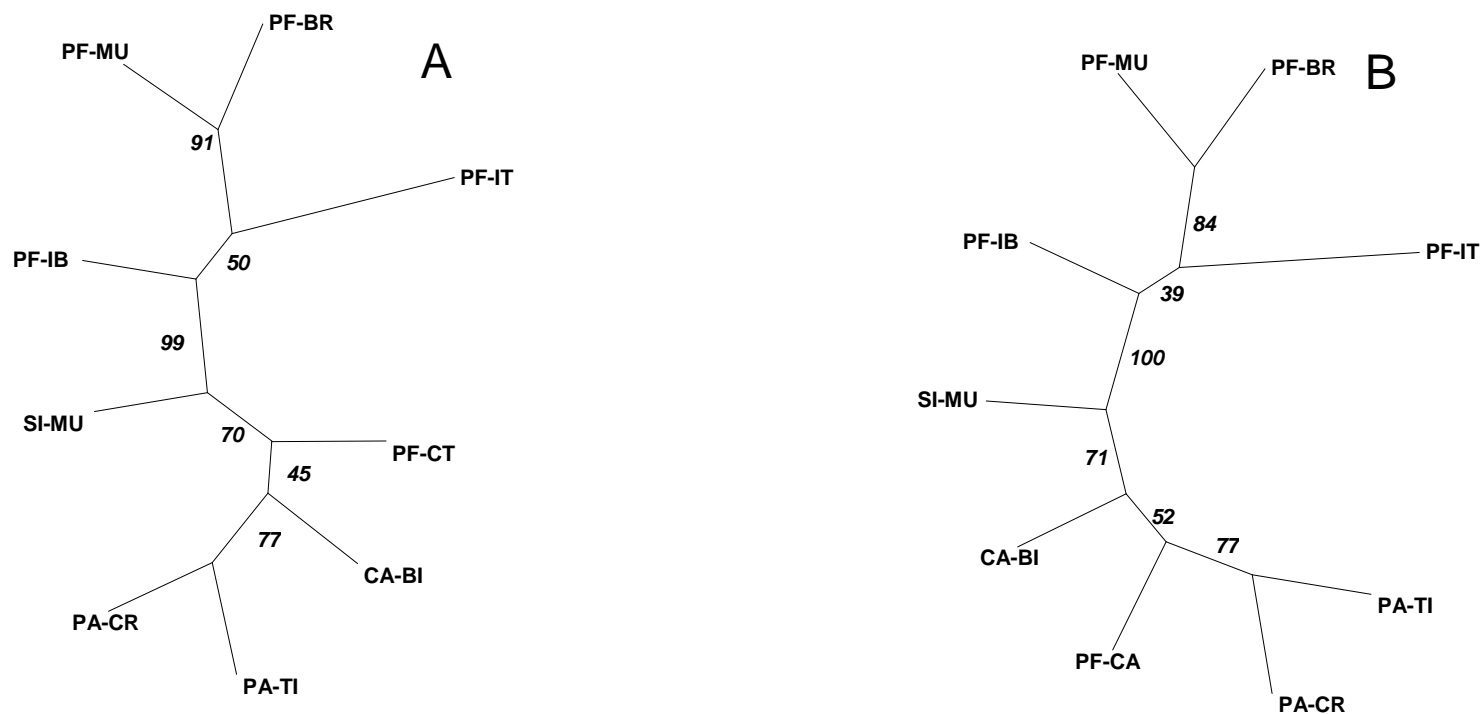 PF-BR
PF-MU
A
91
PF-IT
PF-IB
50
99
SI-MU
70
PF-CT
45
77
CA-BI
PA-CR
PA-TI
PF-MU
PF-BR
B
84
PF-IB
PF-IT
39
100
SI-MU
71
52
77
CA-BI
PA-TI
PF-CA
PA-CR